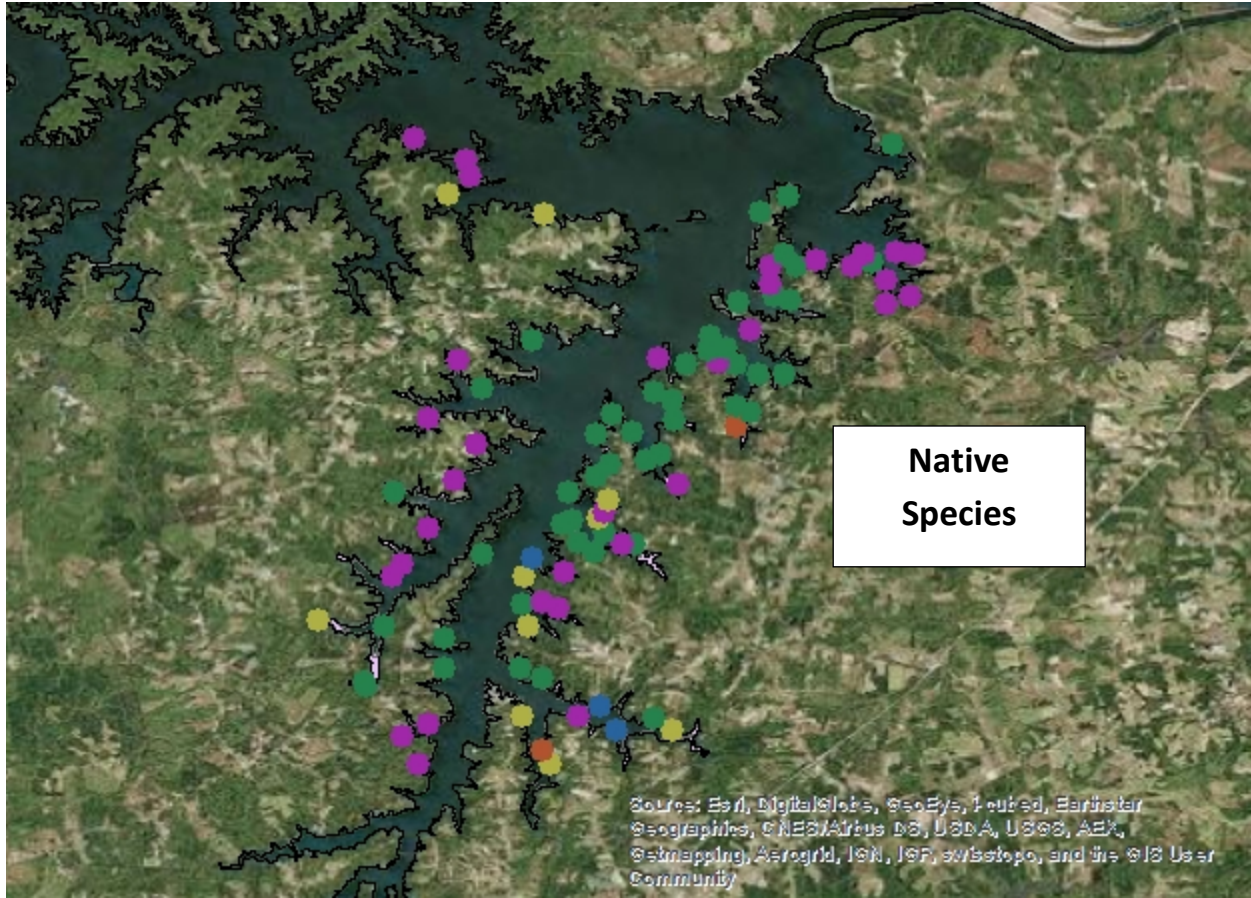 Native
Species
Source: Esri, DigitalGlobe, GeoEye, i-cubed, Earthstar
Geographics, CNES/Airbus DS, USDA, USGS, AEX,
Getmapping, Aerogrid, IGN, IGP, swisstopo, and the GIS User
Community